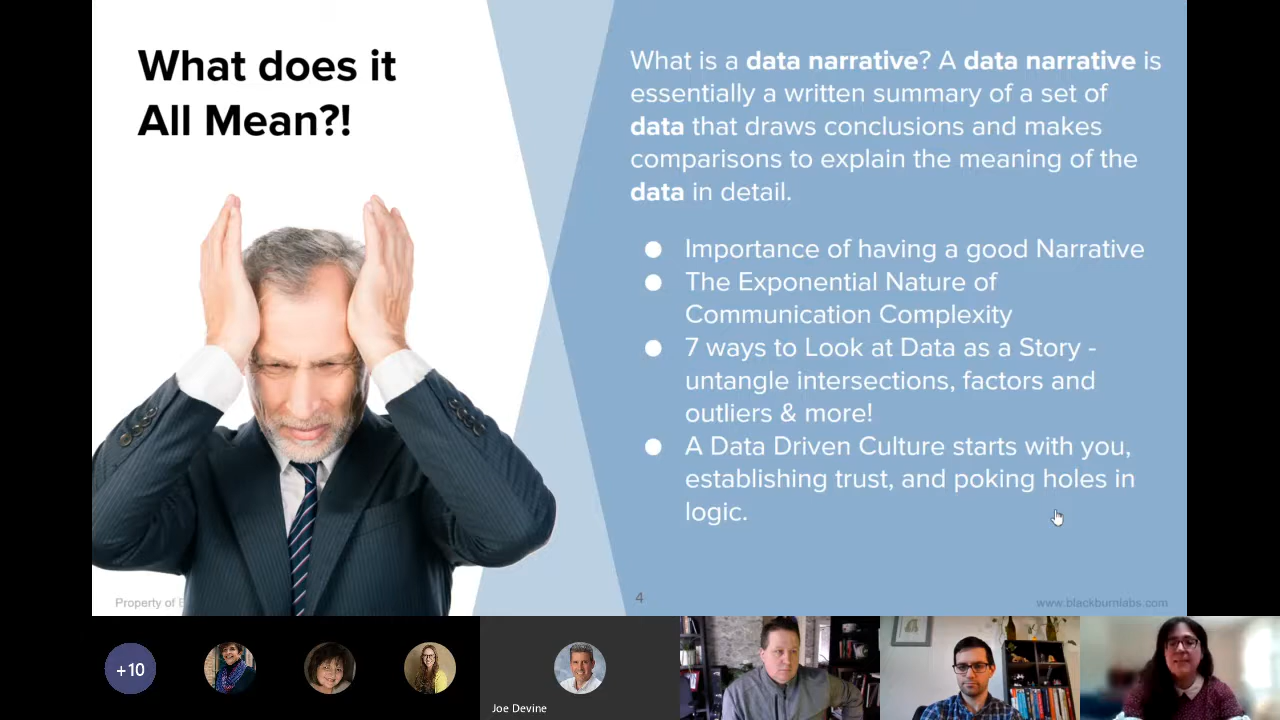 What does it
All Mean?!
What is a data narrative? A data narrative is
essentially a written summary of a set of
data that draws conclusions and makes
comparisons to explain the meaning of the
data in detail.
● Importance of having a good Narrative
● The Exponential Nature of
Communication Complexity
● 7 ways to Look at Data as a Story -
untangle intersections, factors and
outliers & more!
● A Data Driven Culture starts with you,
establishing trust, and poking holes in
logic.
Property of
4
www.blackburnlabs.com
+10
Joe Devine